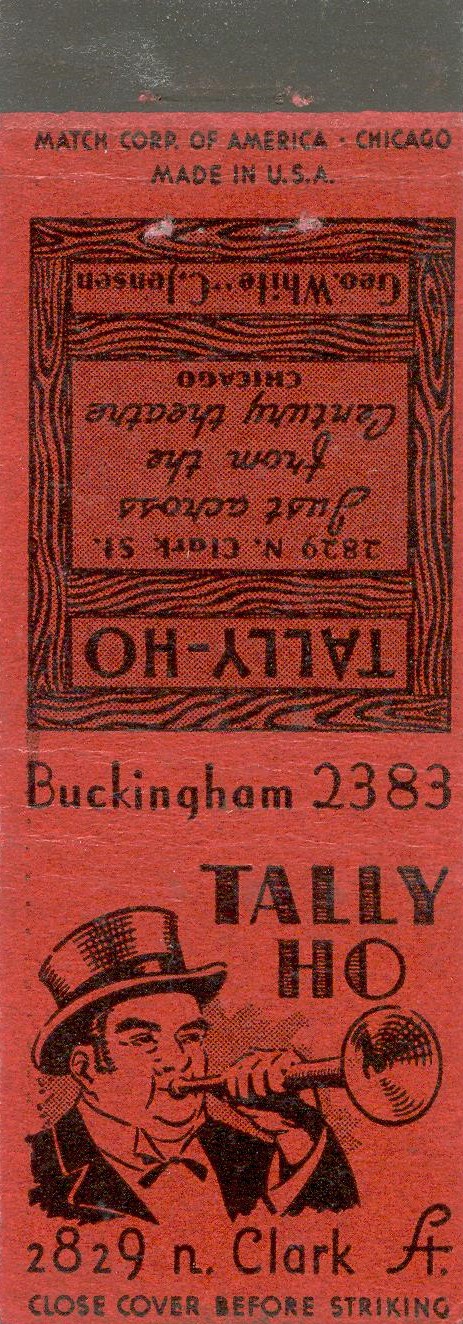 MATCH CORP. OF AMERICA · CHICAGO
MADE IN U.S.A.
TALLY-HO
2829 N. Clark St.
Just across
from the
Century theatre
CHICAGO
Geo. White - C. Jensen
Buckingham 2383
TALLY
HO
2829 n. Clark St.
CLOSE COVER BEFORE STRIKING